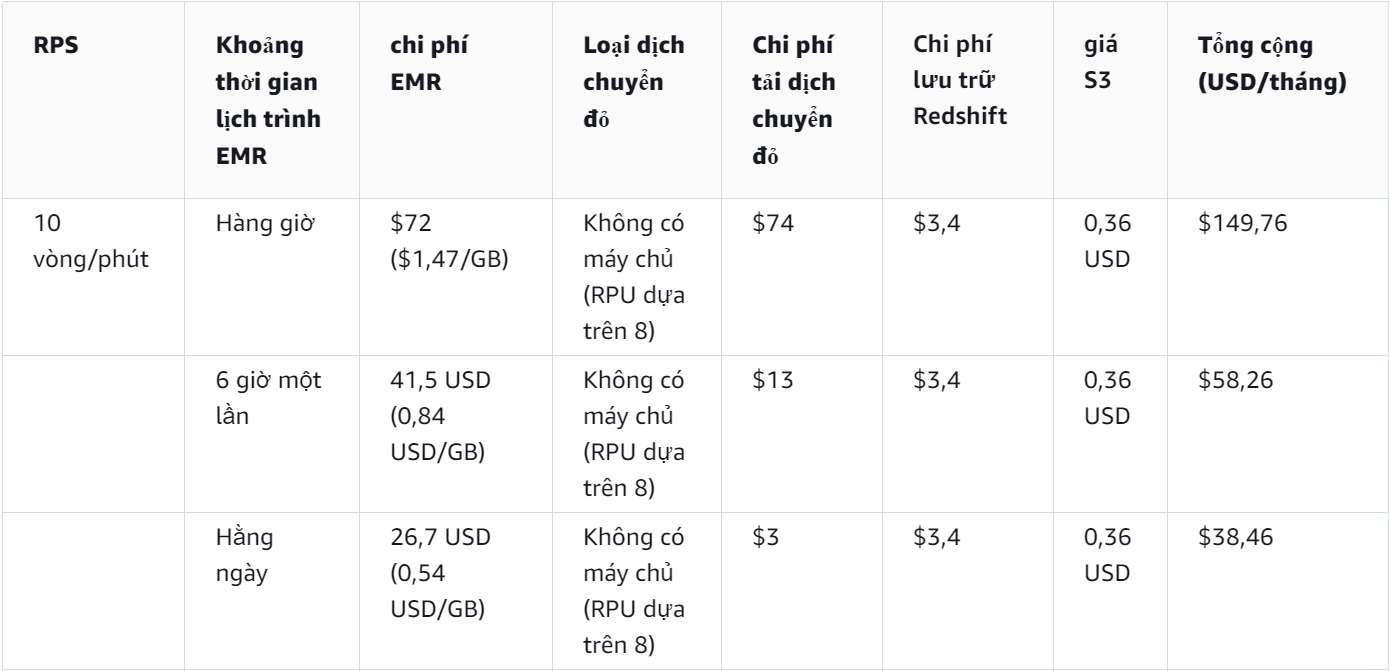 RPS
Khoảng
thời gian
lịch trình
EMR
chi phí
EMR
Loại dịch
chuyển
đỏ
Chi phí
tải dịch
chuyển
đỏ
Chi phí
lưu trữ
Redshift
giá
S3
Tổng cộng
(USD/tháng)
10
vòng/phút
Hàng giờ
$72
($1,47/GB)
Không có
máy chủ
(RPU dựa
trên 8)
$74
$3,4
0,36
USD
$149,76
6 giờ một
lần
41,5 USD
(0,84
USD/GB)
Không có
máy chủ
(RPU dựa
trên 8)
$13
$3,4
0,36
USD
$58,26
Hằng
ngày
26,7 USD
(0,54
USD/GB)
Không có
máy chủ
(RPU dựa
trên 8)
$3
$3,4
0,36
USD
$38,46